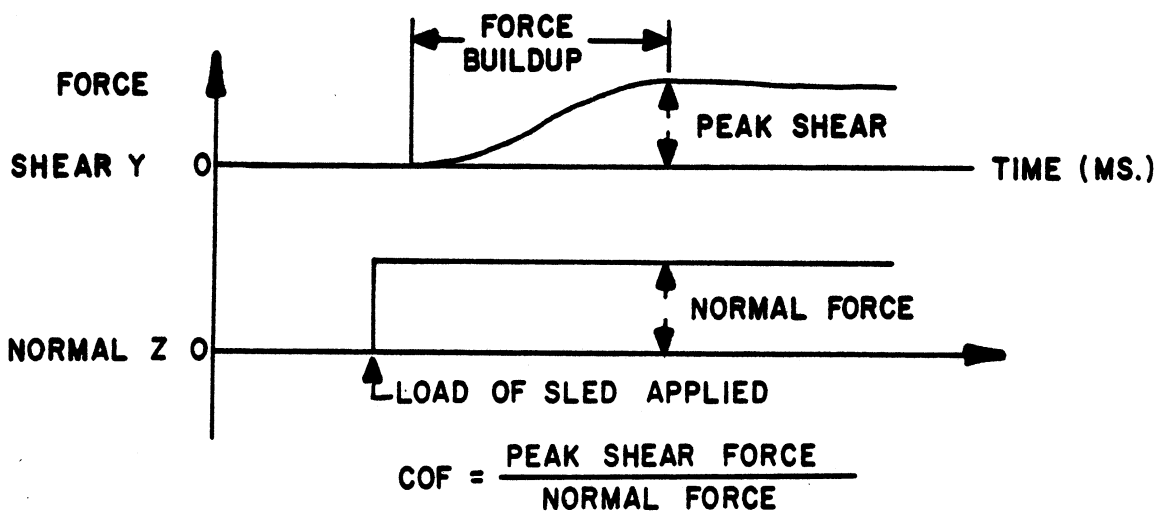 FORCE
BUILDUP
FORCE
PEAK SHEAR
SHEAR Y 0
TIME (MS.)
NORMAL FORCE
NORMAL Z 0
LOAD OF SLED APPLIED
COF = PEAK SHEAR FORCE
NORMAL FORCE